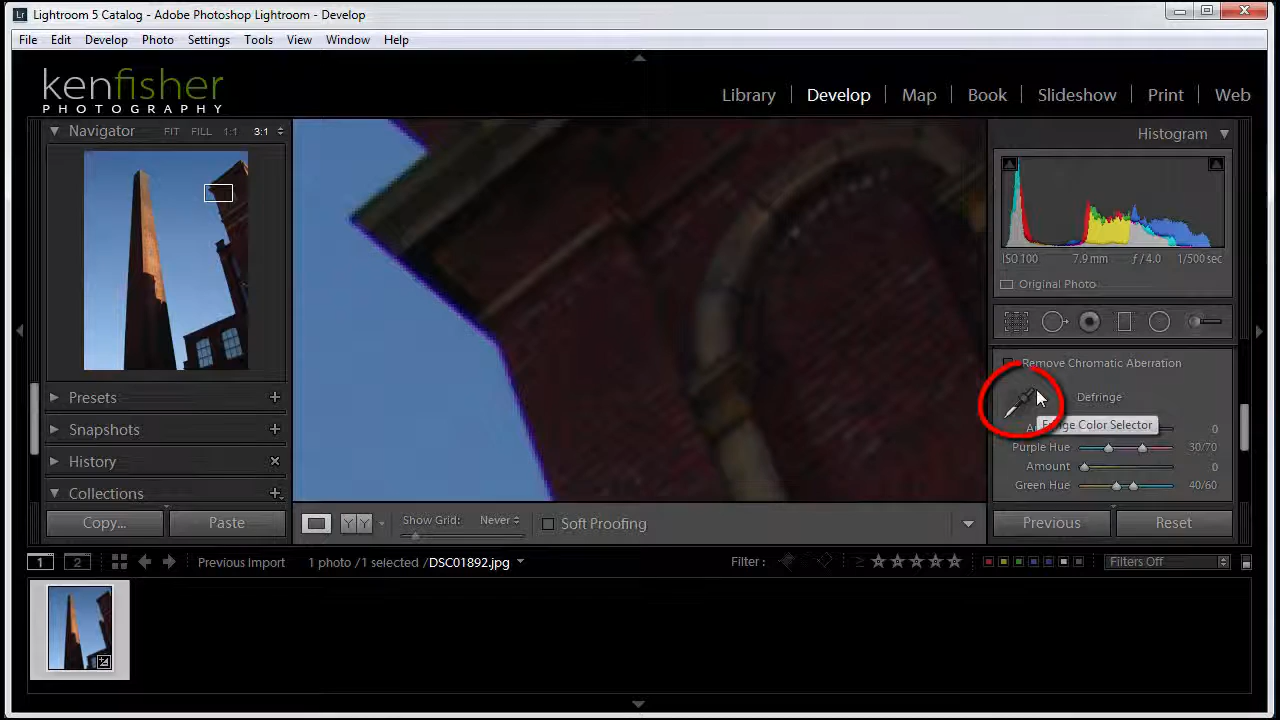 Lr Lightroom 5 Catalog - Adobe Photoshop Lightroom - Develop
File Edit Develop Photo Settings Tools View Window Help
kenfisher
PHOTOGRAPHY
Library Develop Map Book Slideshow Print Web
Navigator FIT FILL 1:1 3:1
Histogram
ISO 100 7.9 mm ƒ / 4.0 1/500 sec
Original Photo
Remove Chromatic Aberration
Defringe
Color Selector
0
Purple Hue 30/70
Amount 0
Green Hue 40/60
Presets
Snapshots
History
Collections
Copy... Paste
Show Grid: Never Soft Proofing
Previous Reset
1 2 Previous Import 1 photo /1 selected /DSC01892.jpg Filter : Filters Off